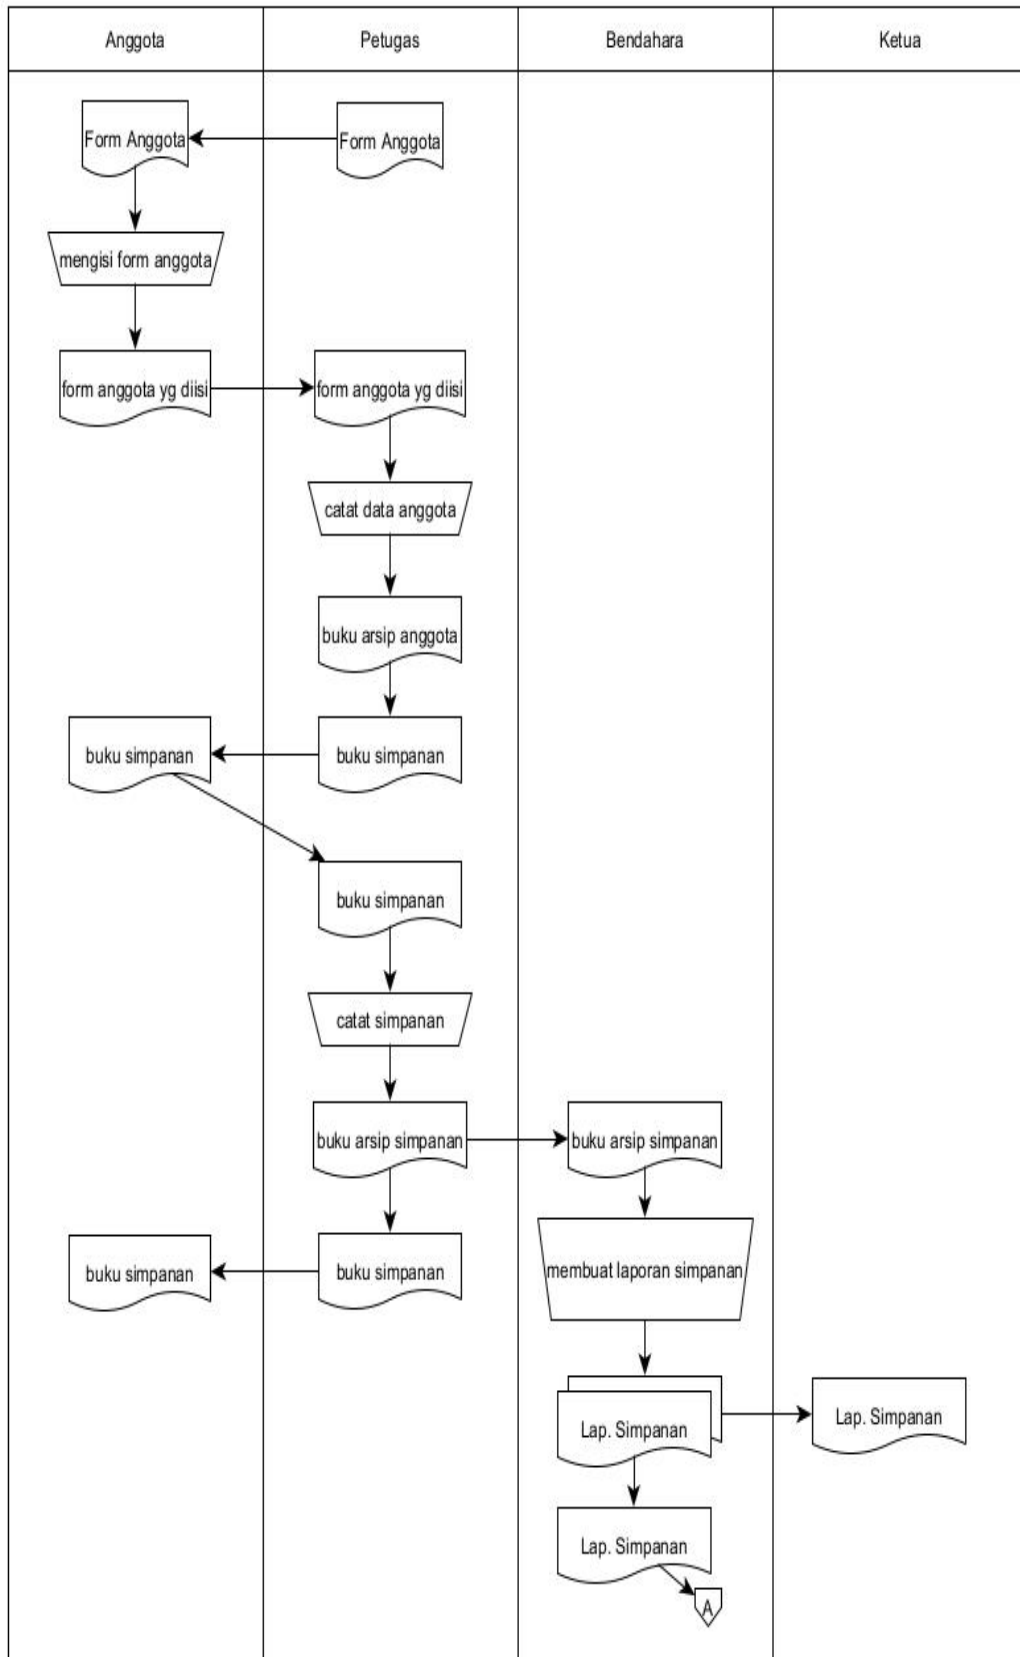 Anggota
Petugas
Bendahara
Ketua
Form Anggota
Form Anggota
mengisi form anggota
form anggota yg diisi
form anggota yg diisi
catat data anggota
buku arsip anggota
buku simpanan
buku simpanan
buku simpanan
catat simpanan
buku arsip simpanan
buku arsip simpanan
buku simpanan
buku simpanan
membuat laporan simpanan
Lap. Simpanan
Lap. Simpanan
Lap. Simpanan
A